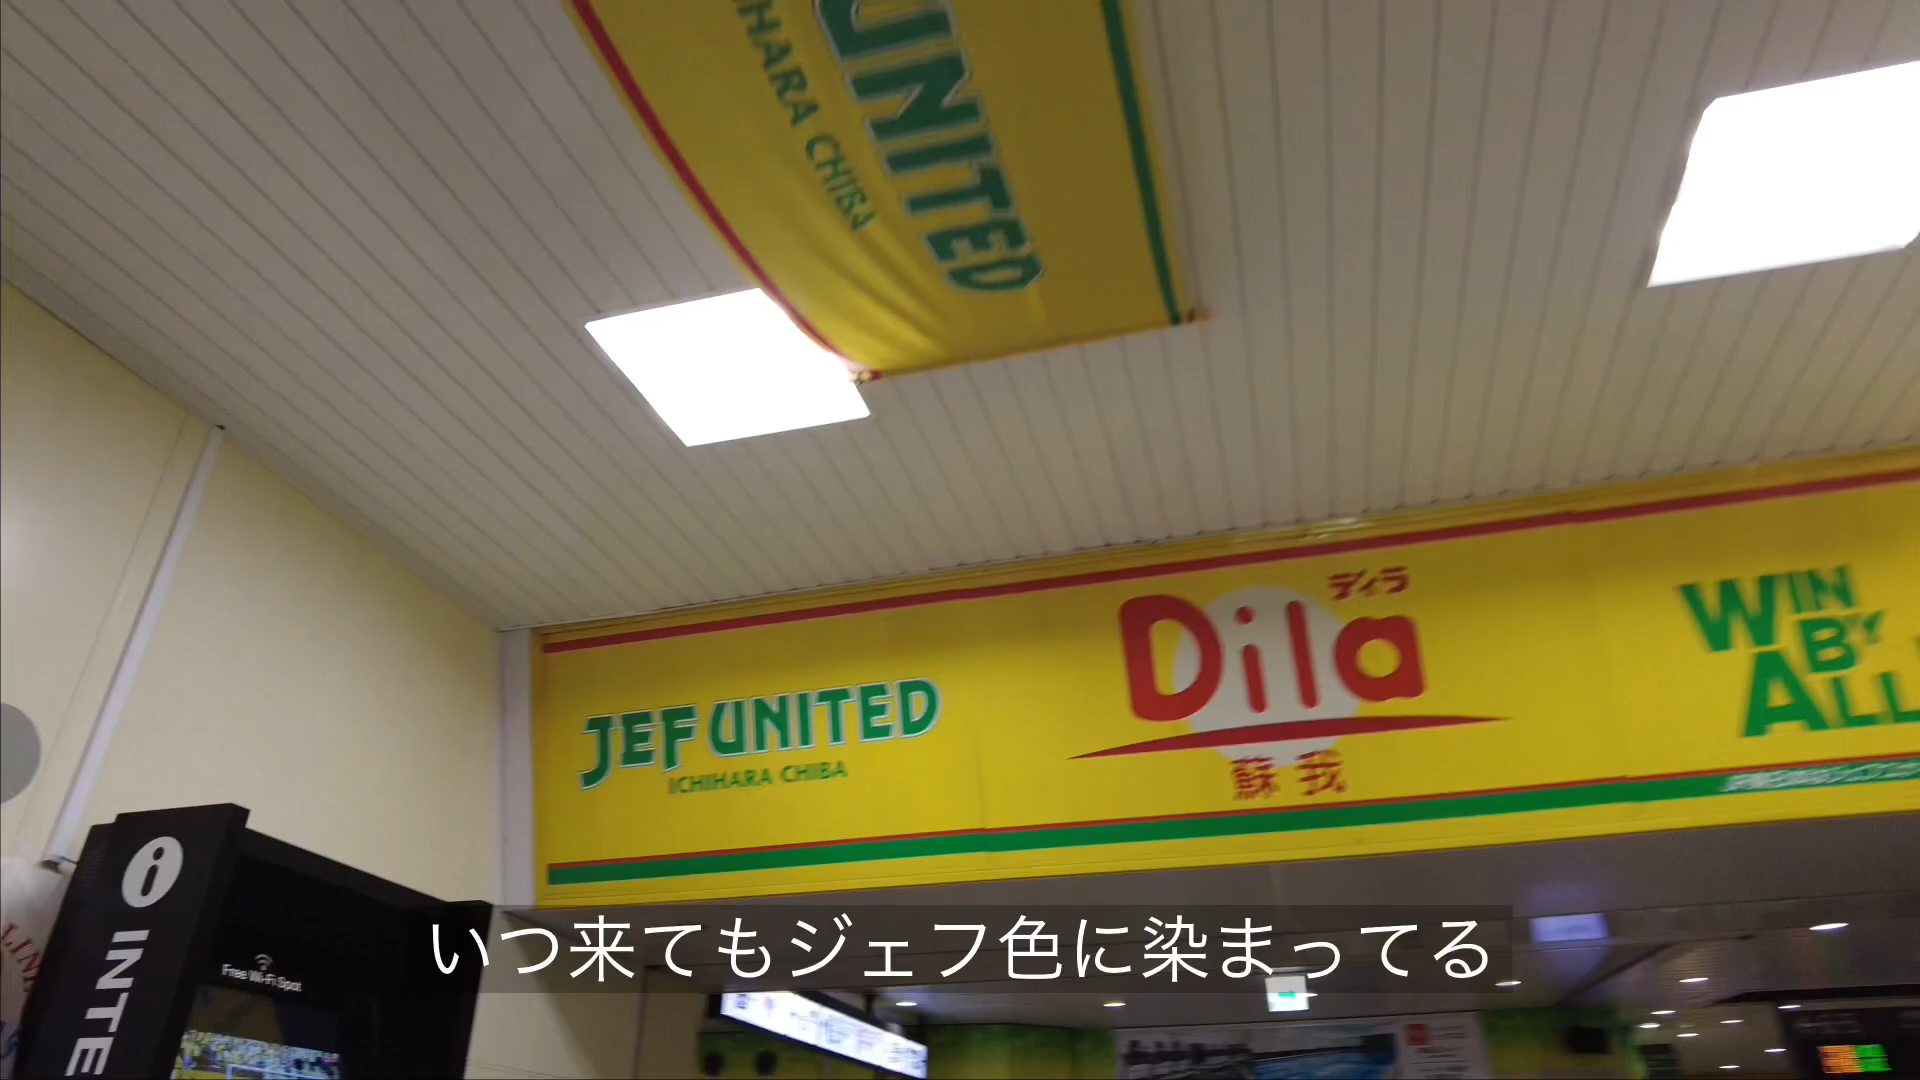 UNITED
HARA CHIBA
ディラ
Dila
蘇我
JEF UNITED
ICHIHARA CHIBA
WIN
BY
ALL
i INTE
Free Wi-Fi Spot
いつ来てもジェフ色に染まってる